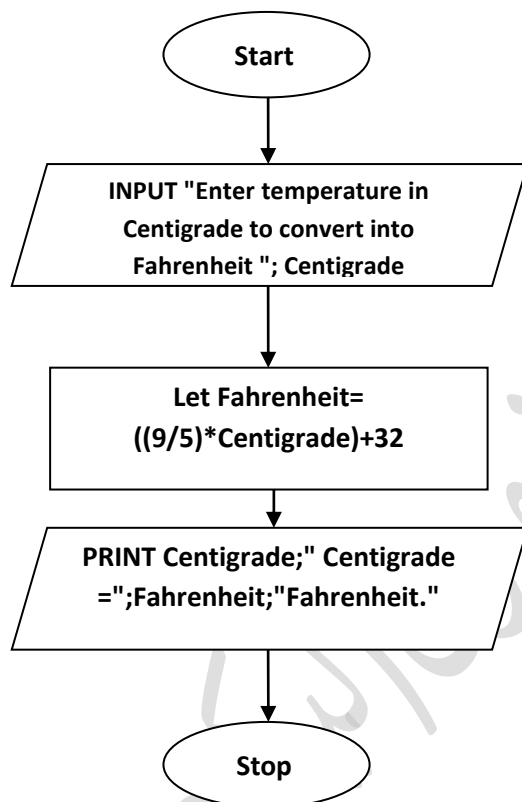 Start
INPUT "Enter temperature in
Centigrade to convert into
Fahrenheit "; Centigrade
Let Fahrenheit=
((9/5)*Centigrade)+32
PRINT Centigrade;" Centigrade
=";Fahrenheit;"Fahrenheit."
Stop